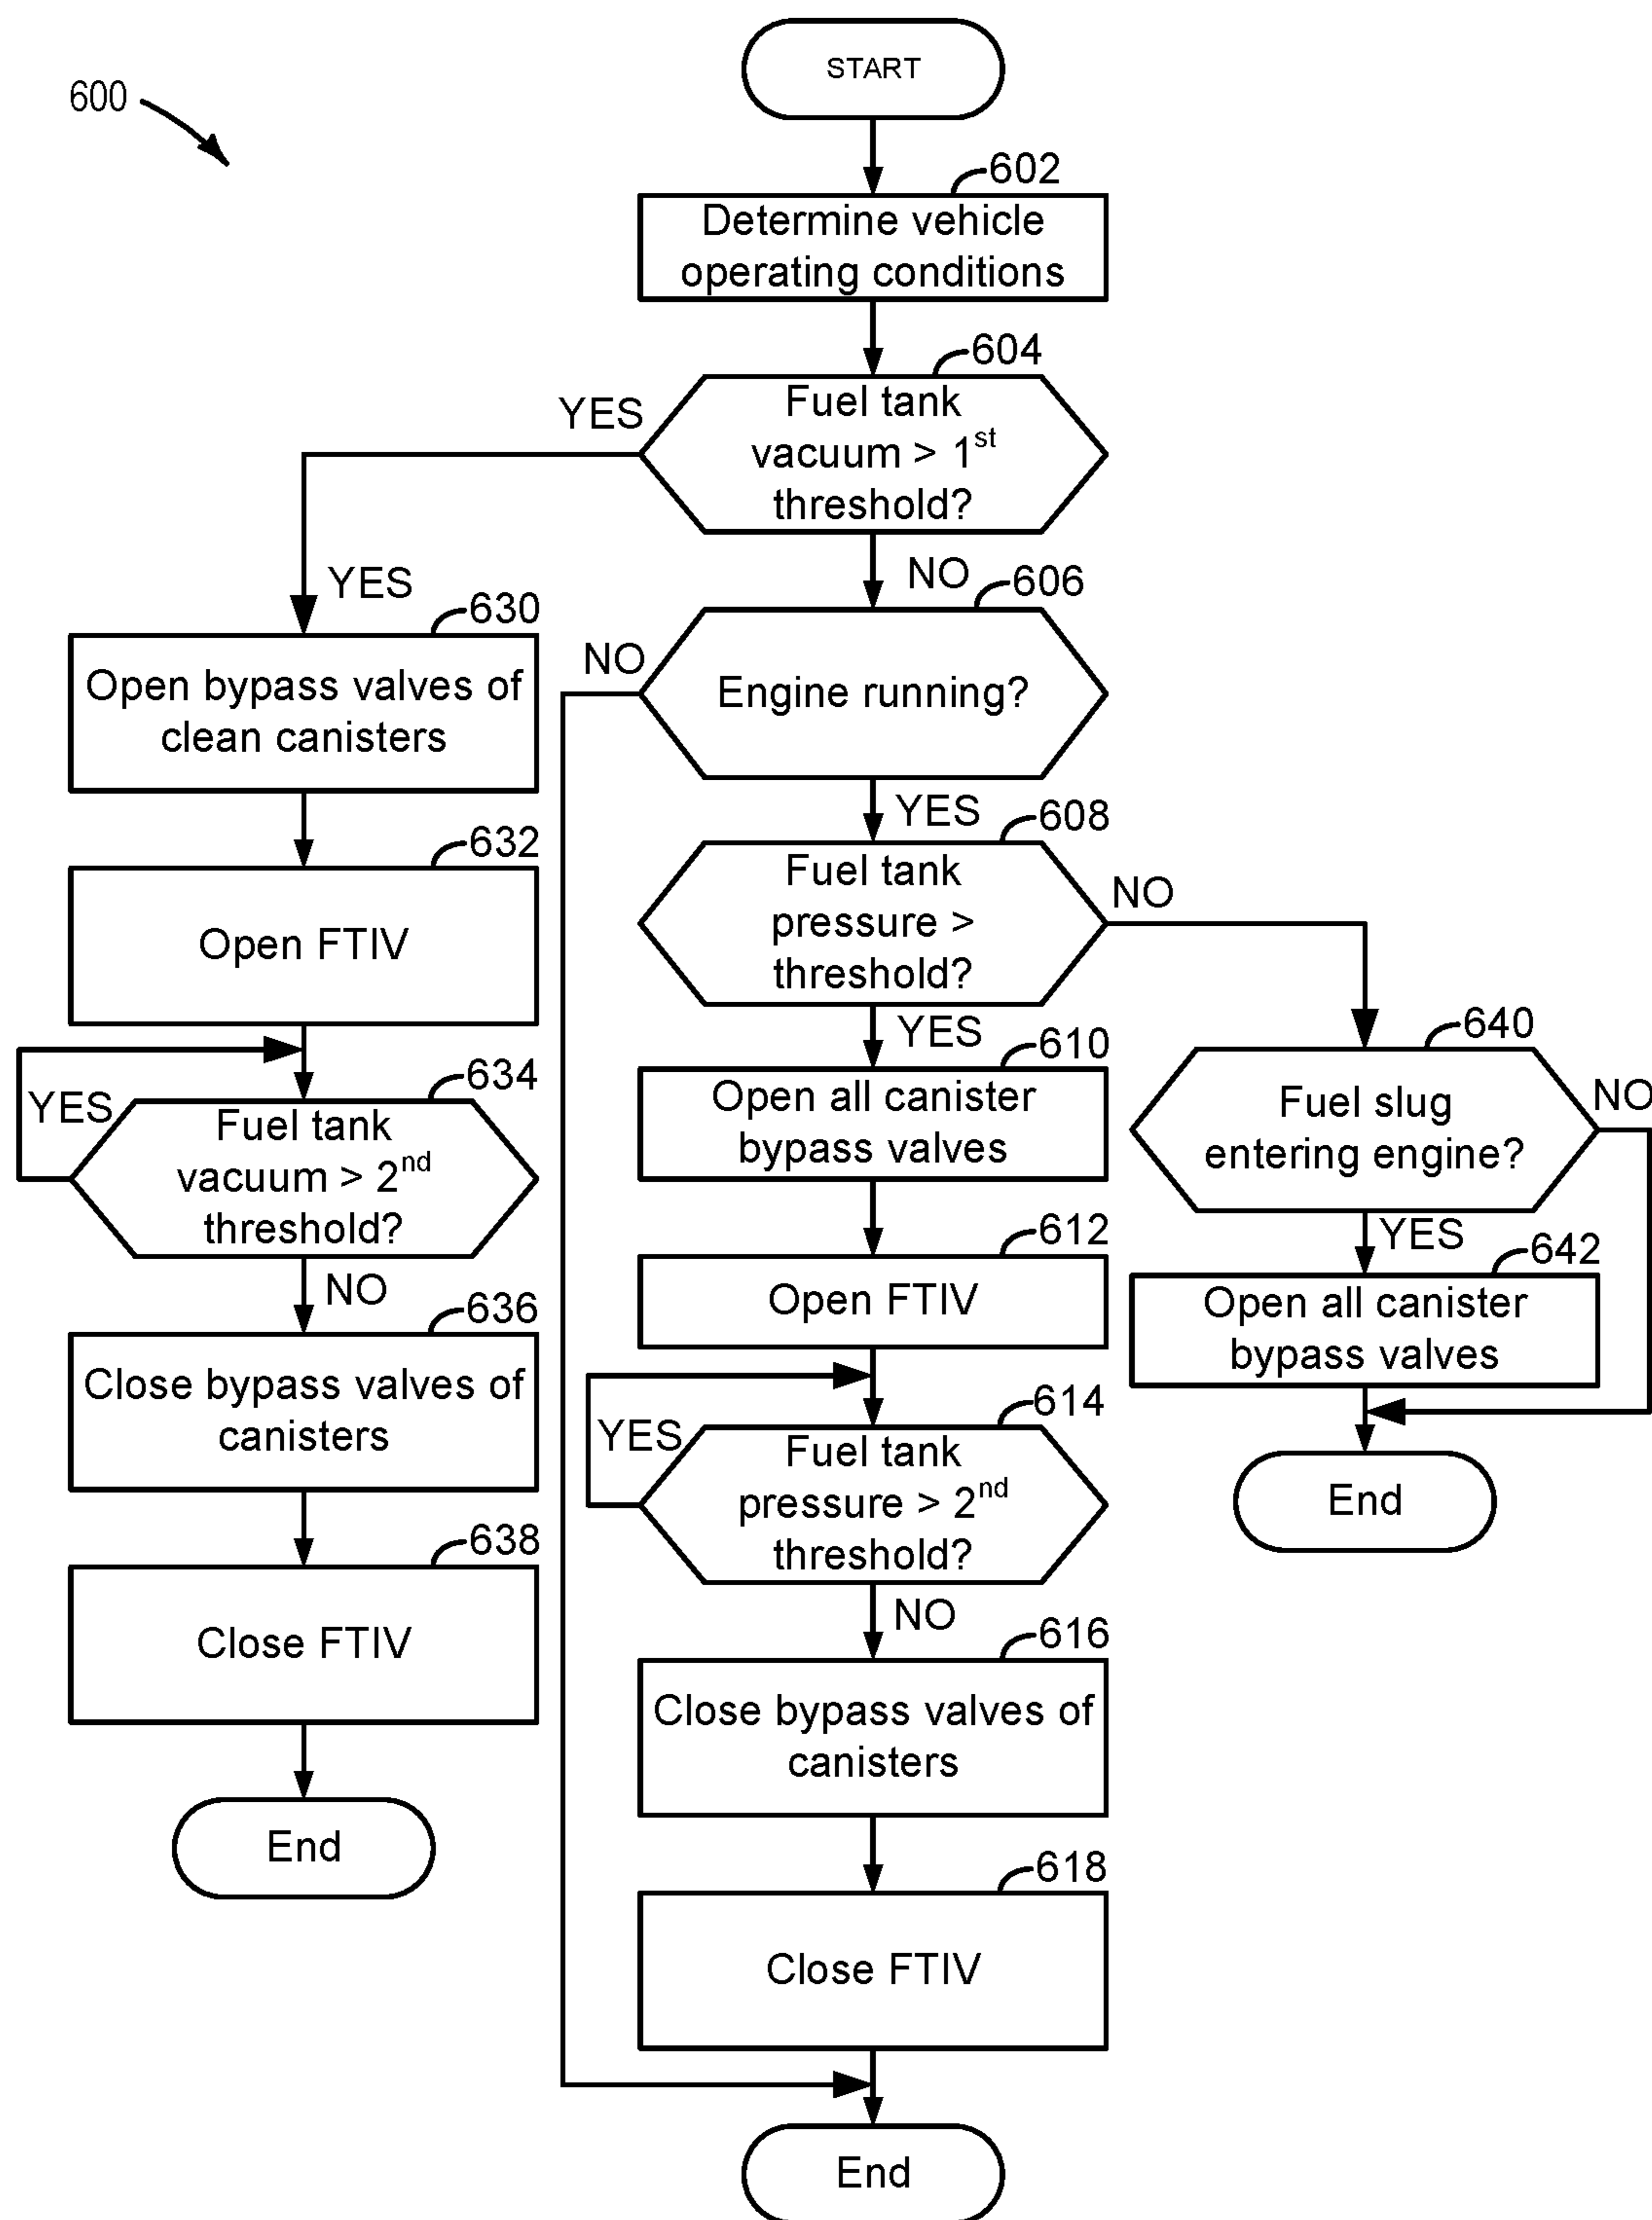 600
START
602
Determine vehicle
operating conditions
604
YES
Fuel tank
vacuum > 1st
threshold?
YES
NO
606
630
Open bypass valves of
clean canisters
NO
Engine running?
YES
608
632
Open FTIV
Fuel tank
pressure >
threshold?
NO
YES
610
634
YES
Fuel tank
vacuum > 2nd
threshold?
Open all canister
bypass valves
640
Fuel slug
entering engine?
NO
612
Open FTIV
YES
642
Open all canister
bypass valves
NO
636
Close bypass valves of
canisters
614
YES
Fuel tank
pressure > 2nd
threshold?
End
638
Close FTIV
NO
616
Close bypass valves of
canisters
End
618
Close FTIV
End